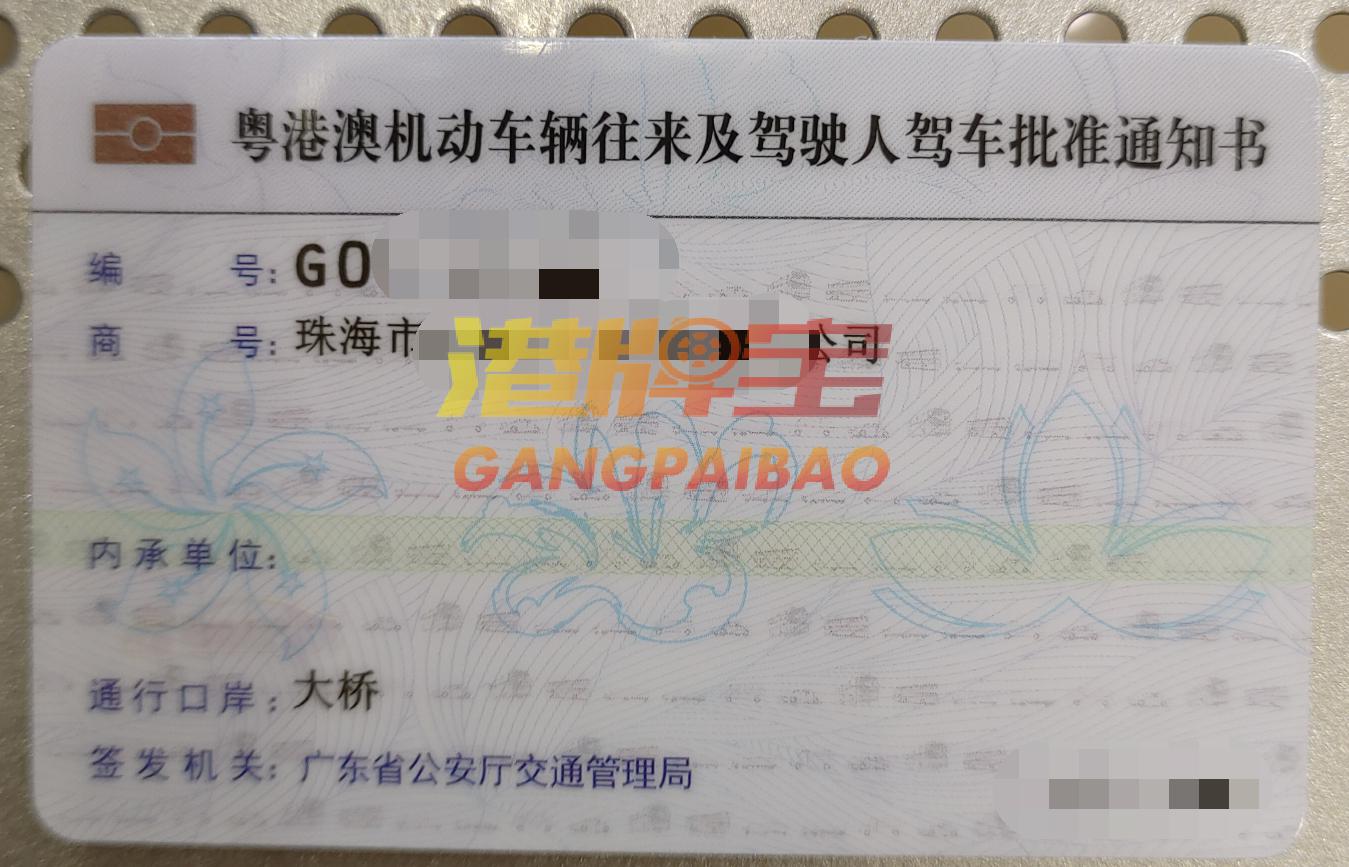 粤港澳机动车辆往来及驾驶人驾车批准通知书
编号：GO
商号：珠海市 公司
港牌宝
GANGPAIBAO
内承单位：
通行口岸：大桥
签发机关：广东省公安厅交通管理局